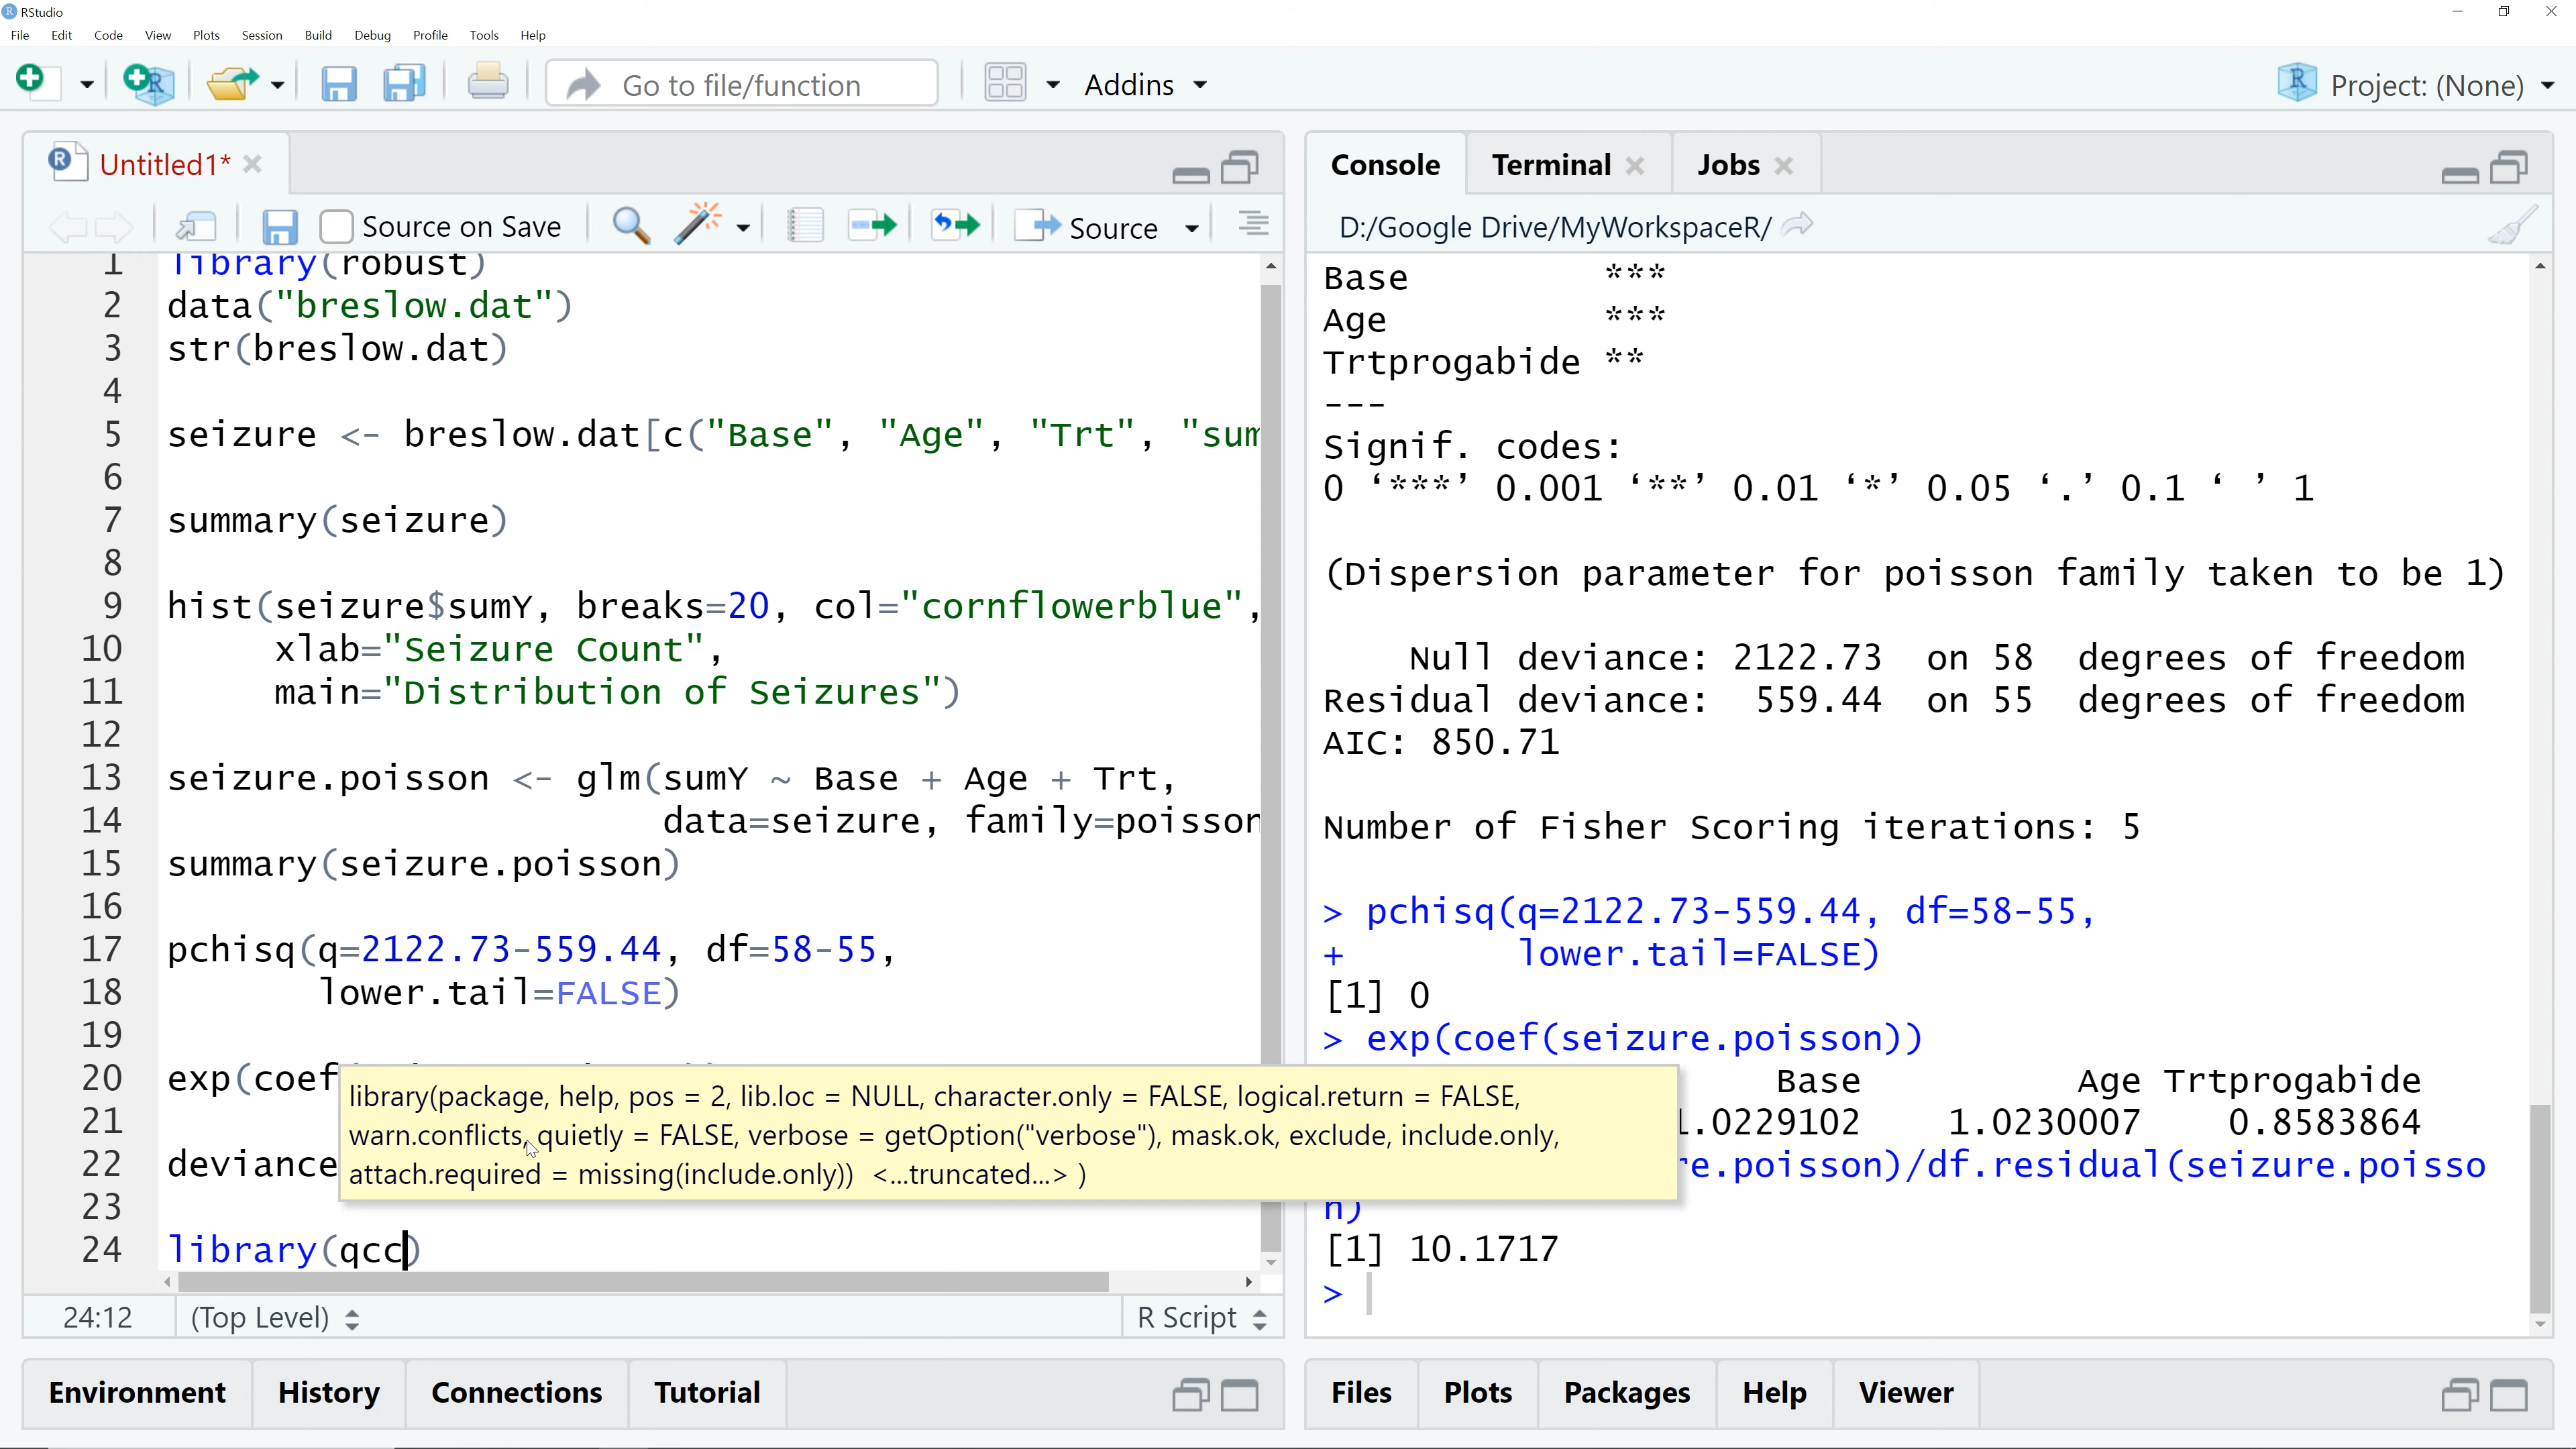 RStudio
File Edit Code View Plots Session Build Debug Profile Tools Help
Go to file/function Addins Project: (None)
Untitled1*
Source on Save Source
1 library(robust)
2 data("breslow.dat")
3 str(breslow.dat)
4
5 seizure <- breslow.dat[c("Base", "Age", "Trt", "sum
6
7 summary(seizure)
8
9 hist(seizure$sumY, breaks=20, col="cornflowerblue",
10 xlab="Seizure Count",
11 main="Distribution of Seizures")
12
13 seizure.poisson <- glm(sumY ~ Base + Age + Trt,
14 data=seizure, family=poisson
15 summary(seizure.poisson)
16
17 pchisq(q=2122.73-559.44, df=58-55,
18 lower.tail=FALSE)
19
20 exp(coef
21
22 deviance
23
24 library(qcc)
library(package, help, pos = 2, lib.loc = NULL, character.only = FALSE, logical.return = FALSE,
warn.conflicts, quietly = FALSE, verbose = getOption("verbose"), mask.ok, exclude, include.only,
attach.required = missing(include.only)) <...truncated...> )
24:12 (Top Level) R Script
Environment History Connections Tutorial
Console Terminal Jobs
D:/Google Drive/MyWorkspaceR/
Base ***
Age ***
Trtprogabide **
---
Signif. codes:
0 ‘***’ 0.001 ‘**’ 0.01 ‘*’ 0.05 ‘.’ 0.1 ‘ ’ 1
(Dispersion parameter for poisson family taken to be 1)
Null deviance: 2122.73 on 58 degrees of freedom
Residual deviance: 559.44 on 55 degrees of freedom
AIC: 850.71
Number of Fisher Scoring iterations: 5
> pchisq(q=2122.73-559.44, df=58-55,
+ lower.tail=FALSE)
[1] 0
> exp(coef(seizure.poisson))
Base Age Trtprogabide
1.0229102 1.0230007 0.8583864
re.poisson)/df.residual(seizure.poisso
n)
[1] 10.1717
>
Files Plots Packages Help Viewer